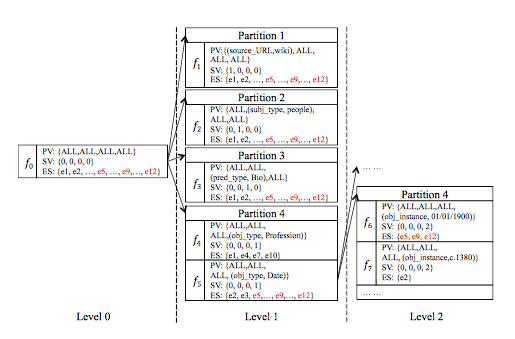 Partition 1
f1
PV:{(source_URL,wiki), ALL,
ALL, ALL}
SV: {1, 0, 0, 0}
ES: {e1, e2, ... ,e5, ..., e9,..., e12}
Partition 2
f2
PV: {ALL,(subj_type, people),
ALL,ALL}
SV: {0, 1, 0, 0}
ES: {e1, e2, ... ,e5, ..., e9,..., e12}
f0
PV: {ALL,ALL,ALL,ALL}
SV: {0, 0, 0, 0}
ES: {e1, e2, ... ,e5, ..., e9,..., e12}
Partition 3
f3
PV: {ALL,ALL,
(pred_type, Bio),ALL}
SV: {0, 0, 1, 0}
ES: {e1, e2, ... ,e5, ..., e9,..., e12}
Partition 4
f4
PV: {ALL,ALL,
ALL,(obj_type, Profession)}
SV: {0, 0, 0, 1}
ES: {e1, e4, e7, e10}
f5
PV: {ALL,ALL,
ALL, (obj_type, Date)}
SV: {0, 0, 0, 1}
ES: {e2, e3, e5,..., e9,..., e12}
... ...
Partition 4
f6
PV: {ALL,ALL,ALL,
(obj_instance, 01/01/1900)}
SV: {0, 0, 0, 2}
ES: {e5, e9, e12}
f7
PV: {ALL,ALL,
ALL, (obj_instance,c.1380)}
SV: {0, 0, 0, 2}
ES: {e2}
... ...
Level 0
Level 1
Level 2